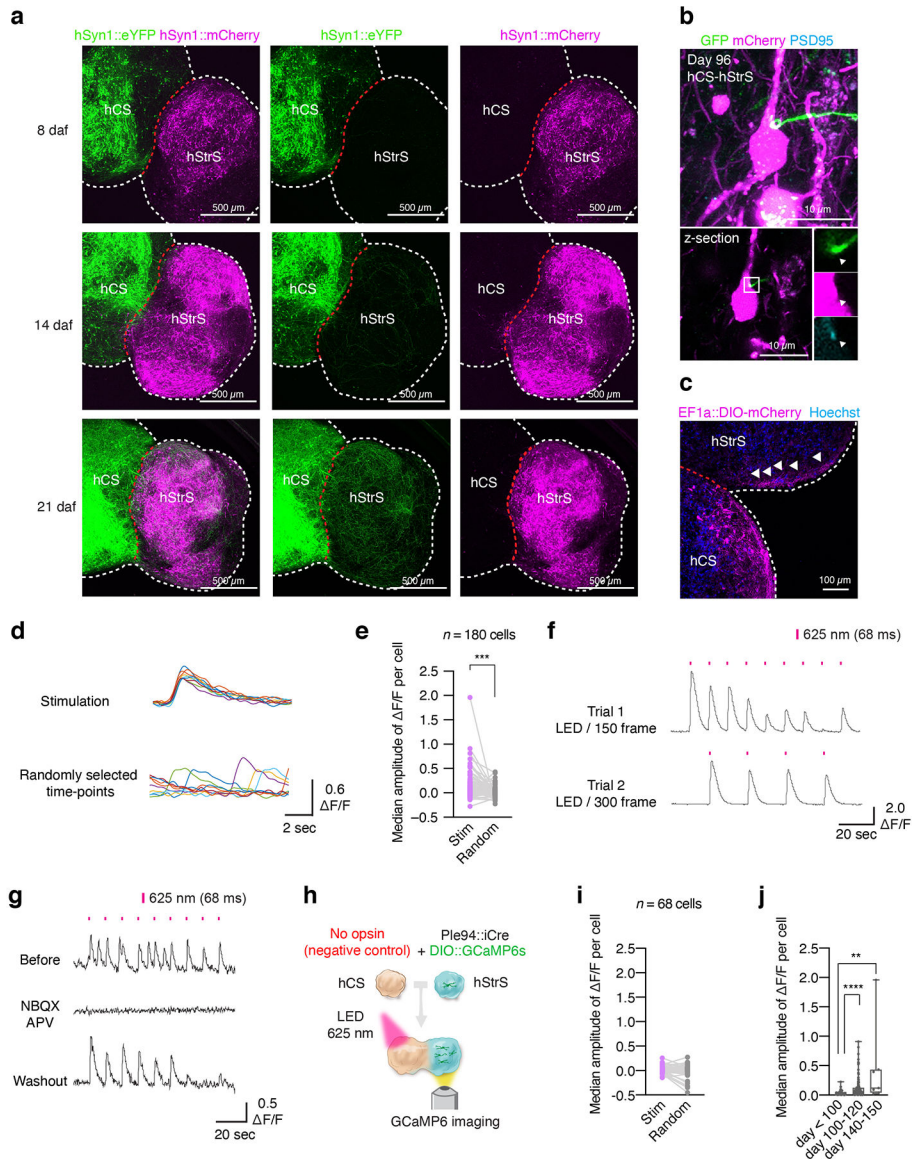 a
hSyn1::eYFP hSyn1::mCherry
hSyn1::eYFP
hSyn1::mCherry
8 daf
hCS
hStrS
500 µm
hCS
hStrS
500 µm
hCS
hStrS
500 µm
14 daf
hCS
hStrS
500 µm
hCS
hStrS
500 µm
hCS
hStrS
500 µm
21 daf
hCS
hStrS
500 µm
hCS
hStrS
500 µm
hCS
hStrS
500 µm
b
GFP mCherry PSD95
Day 96
hCS-hStrS
10 µm
z-section
10 µm
c
EF1a::DIO-mCherry Hoechst
hStrS
hCS
100 µm
d
Stimulation
Randomly selected
time-points
0.6
ΔF/F
2 sec
e
n = 180 cells
***
Median amplitude of ΔF/F per cell
2.5
2.0
1.5
1.0
0.5
0.0
−0.5
Stim
Random
f
625 nm (68 ms)
Trial 1
LED / 150 frame
Trial 2
LED / 300 frame
2.0
ΔF/F
20 sec
g
625 nm (68 ms)
Before
NBQX
APV
Washout
0.5
ΔF/F
20 sec
h
No opsin
(negative control)
+
Ple94::iCre
DIO::GCaMP6s
hCS
hStrS
LED
625 nm
GCaMP6 imaging
i
n = 68 cells
Median amplitude of ΔF/F per cell
2.5
2.0
1.5
1.0
0.5
0.0
-0.5
Stim
Random
j
Median amplitude of ΔF/F per cell
2.5
2.0
1.5
1.0
0.5
0.0
**
****
day < 100
day 100-120
day 140-150